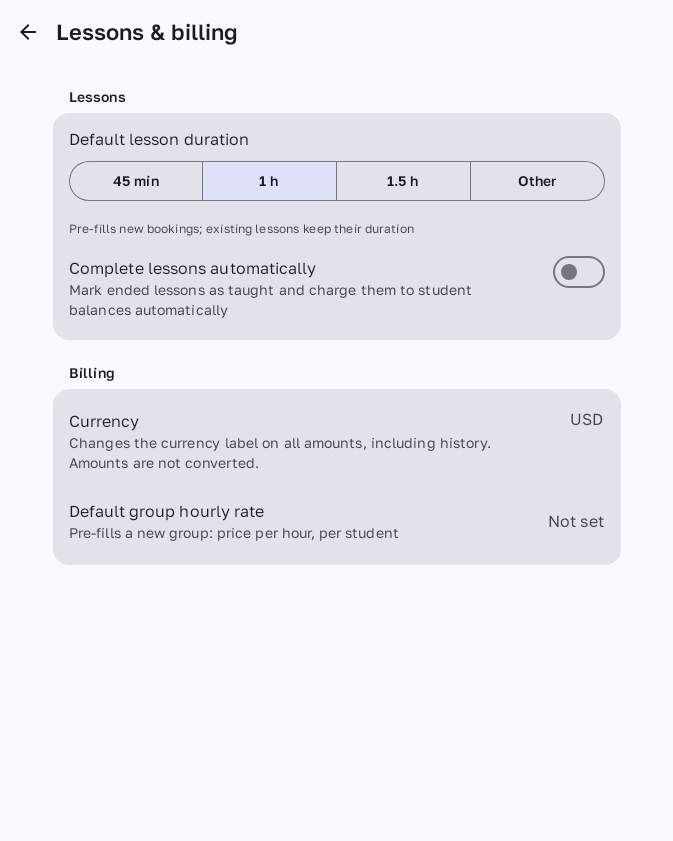 Lessons & billing
Lessons
Default lesson duration
45 min
1 h
1.5 h
Other
Pre-fills new bookings; existing lessons keep their duration
Complete lessons automatically
Mark ended lessons as taught and charge them to student
balances automatically
Billing
Currency
USD
Changes the currency label on all amounts, including history.
Amounts are not converted.
Default group hourly rate
Not set
Pre-fills a new group: price per hour, per student